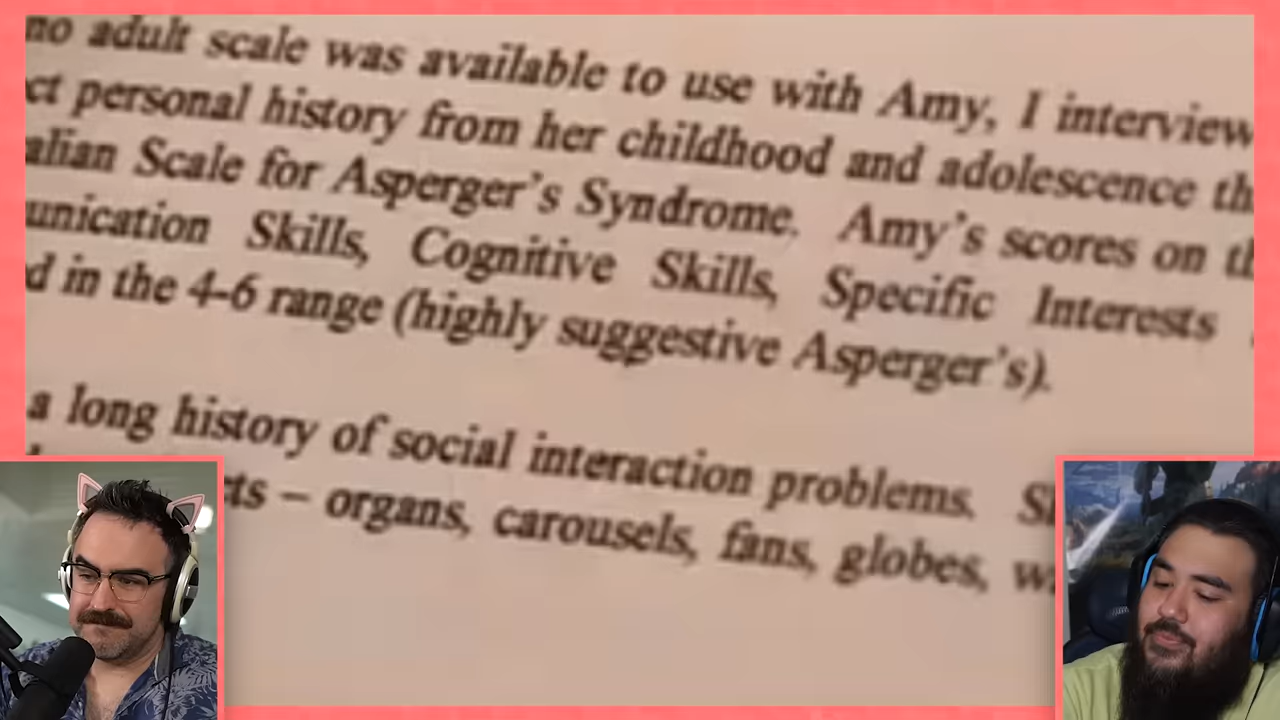 no adult scale was available to use with Amy, I interview
ct personal history from her childhood and adolescence th
alian Scale for Asperger's Syndrome. Amy's scores on th
unication Skills, Cognitive Skills, Specific Interests
d in the 4-6 range (highly suggestive Asperger's).
a long history of social interaction problems. S
cts – organs, carousels, fans, globes, w